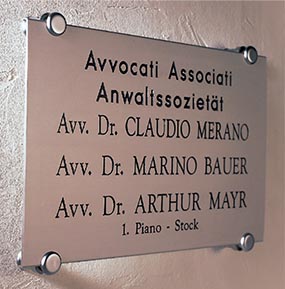 Avvocati Associati
Anwaltssozietät
Avv. Dr. CLAUDIO MERANO
Avv. Dr. MARINO BAUER
Avv. Dr. ARTHUR MAYR
1. Piano - Stock